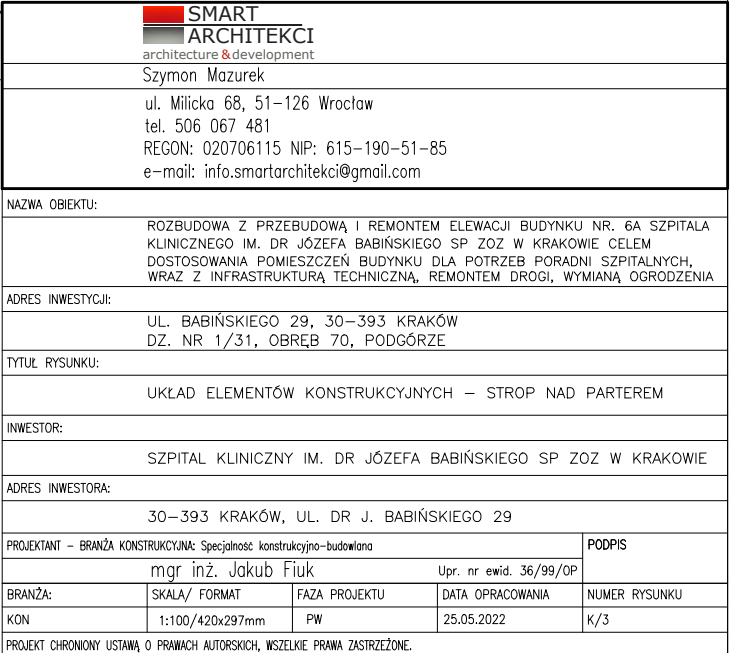 SMART
ARCHITEKCI
architecture & development
Szymon Mazurek
ul. Milicka 68, 51-126 Wrocław
tel. 506 067 481
REGON: 020706115 NIP: 615-190-51-85
e-mail: info.smartarchitekci@gmail.com
NAZWA OBIEKTU:
ROZBUDOWA Z PRZEBUDOWĄ I REMONTEM ELEWACJI BUDYNKU NR. 6A SZPITALA
KLINICZNEGO IM. DR JÓZEFA BABIŃSKIEGO SP ZOZ W KRAKOWIE CELEM
DOSTOSOWANIA POMIESZCZEŃ BUDYNKU DLA POTRZEB PORADNI SZPITALNYCH,
WRAZ Z INFRASTRUKTURĄ TECHNICZNĄ, REMONTEM DROGI, WYMIANĄ OGRODZENIA
ADRES INWESTYCJI:
UL. BABIŃSKIEGO 29, 30-393 KRAKÓW
DZ. NR 1/31, OBRĘB 70, PODGÓRZE
TYTUŁ RYSUNKU:
UKŁAD ELEMENTÓW KONSTRUKCYJNYCH – STROP NAD PARTEREM
INWESTOR:
SZPITAL KLINICZNY IM. DR JÓZEFA BABIŃSKIEGO SP ZOZ W KRAKOWIE
ADRES INWESTORA:
30-393 KRAKÓW, UL. DR J. BABIŃSKIEGO 29
PROJEKTANT – BRANŻA KONSTRUKCYJNA: Specjalność konstrukcyjno-budowlana PODPIS
mgr inż. Jakub Fiuk Upr. nr ewid. 36/99/OP
BRANŻA: SKALA/ FORMAT FAZA PROJEKTU DATA OPRACOWANIA NUMER RYSUNKU
KON 1:100/420x297mm PW 25.05.2022 K/3
PROJEKT CHRONIONY USTAWĄ O PRAWACH AUTORSKICH, WSZELKIE PRAWA ZASTRZEŻONE.